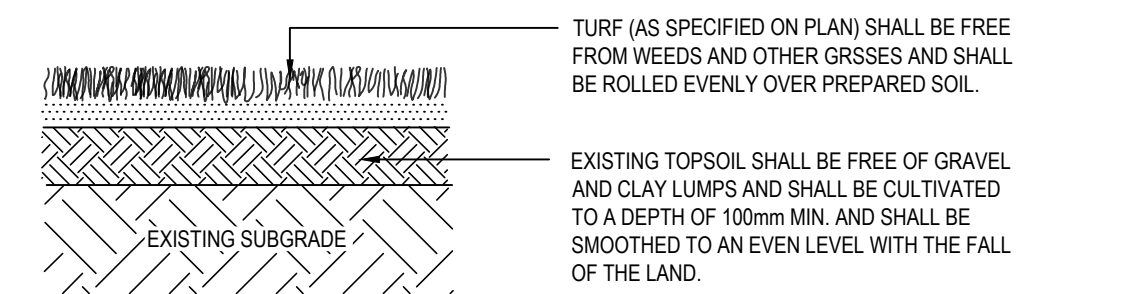 TURF (AS SPECIFIED ON PLAN) SHALL BE FREE
FROM WEEDS AND OTHER GRSSES AND SHALL
BE ROLLED EVENLY OVER PREPARED SOIL.
EXISTING TOPSOIL SHALL BE FREE OF GRAVEL
AND CLAY LUMPS AND SHALL BE CULTIVATED
TO A DEPTH OF 100mm MIN. AND SHALL BE
SMOOTHED TO AN EVEN LEVEL WITH THE FALL
OF THE LAND.
EXISTING SUBGRADE